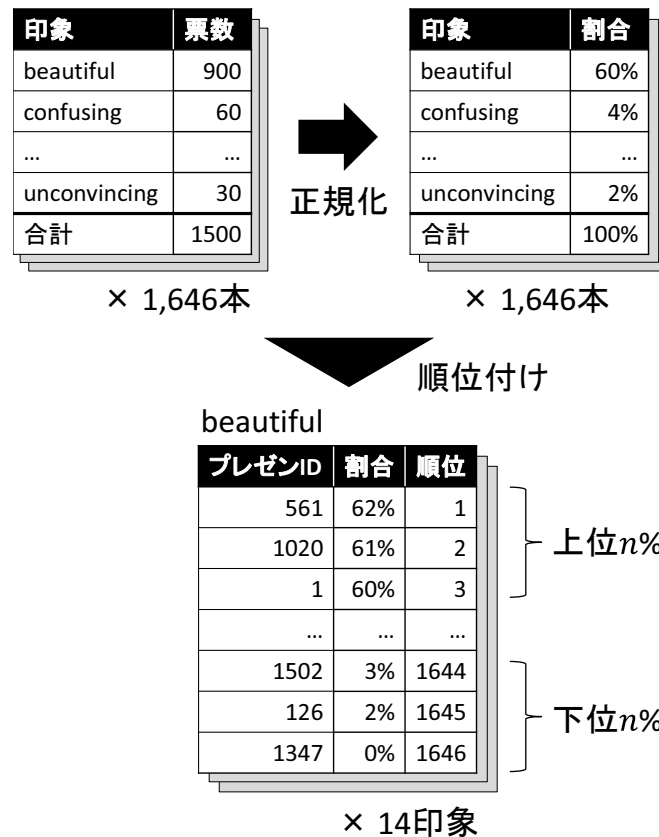 印象 票数
beautiful 900
confusing 60
... ...
unconvincing 30
合計 1500
× 1,646本
正規化
印象 割合
beautiful 60%
confusing 4%
... ...
unconvincing 2%
合計 100%
× 1,646本
順位付け
beautiful
プレゼンID 割合 順位
561 62% 1
1020 61% 2
1 60% 3
... ... ...
1502 3% 1644
126 2% 1645
1347 0% 1646
上位n%
下位n%
× 14印象